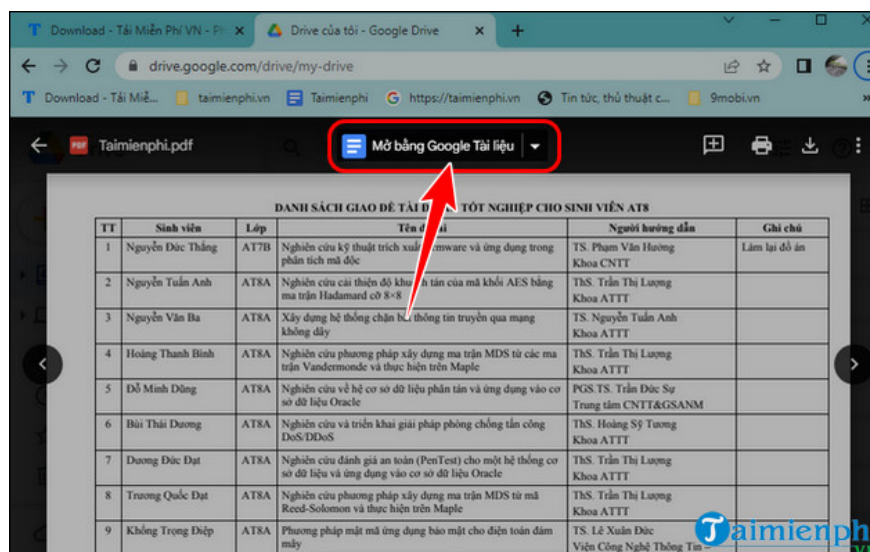 Download - Tải Miễn Phí VN - Ph
Drive của tôi - Google Drive
drive.google.com/drive/my-drive
Download - Tải Miễ... taimienphi.vn Taimienphi https://taimienphi.vn Tin tức, thủ thuật c... 9mobi.vn
PDF Taimienphi.pdf Mở bằng Google Tài liệu
DANH SÁCH GIAO ĐỀ TÀI TỐT NGHIỆP CHO SINH VIÊN AT8
TT Sinh viên Lớp Tên Người hướng dẫn Ghi chú
1 Nguyễn Đức Thắng AT7B Nghiên cứu kỹ thuật trích xuất và ứng dụng trong TS. Phạm Văn Hưởng Làm lại đồ án
phân tích mã độc Khoa CNTT
2 Nguyễn Tuấn Anh AT8A Nghiên cứu cải thiện độ tán của mã khối AES bằng ThS. Trần Thị Lượng
ma trận Hadamard cỡ 8×8 Khoa ATTT
3 Nguyễn Văn Ba AT8A Xây dựng hệ thống chặn thông tin truyền qua mạng TS. Nguyễn Tuấn Anh
không dây Khoa ATTT
4 Hoàng Thanh Bình AT8A Nghiên cứu phương pháp xây dựng ma trận MDS từ các ma ThS. Trần Thị Lượng
trận Vandermonde và thực hiện trên Maple Khoa ATTT
5 Đỗ Minh Dũng AT8A Nghiên cứu về hệ cơ sở dữ liệu phân tán và ứng dụng vào cơ PGS.TS. Trần Đức Sự
sở dữ liệu Oracle Trung tâm CNTT&GSANM
6 Bùi Thái Dương AT8A Nghiên cứu và triển khai giải pháp phòng chống tấn công ThS. Hoàng Sỹ Tương
DoS/DDoS Khoa ATTT
7 Dương Đức Đạt AT8A Nghiên cứu đánh giá an toàn (PenTest) cho một hệ thống cơ ThS. Trần Thị Lượng
sở dữ liệu và ứng dụng vào cơ sở dữ liệu Oracle Khoa ATTT
8 Trương Quốc Đạt AT8A Nghiên cứu phương pháp xây dựng ma trận MDS từ mã ThS. Trần Thị Lượng
Reed-Solomon và thực hiện trên Maple Khoa ATTT
9 Khổng Trọng Điệp AT8A Phương pháp mật mã ứng dụng bảo mật cho điện toán đám TS. Lê Xuân Đức
mây Viện Công Nghệ Thông Tin
Taimienph